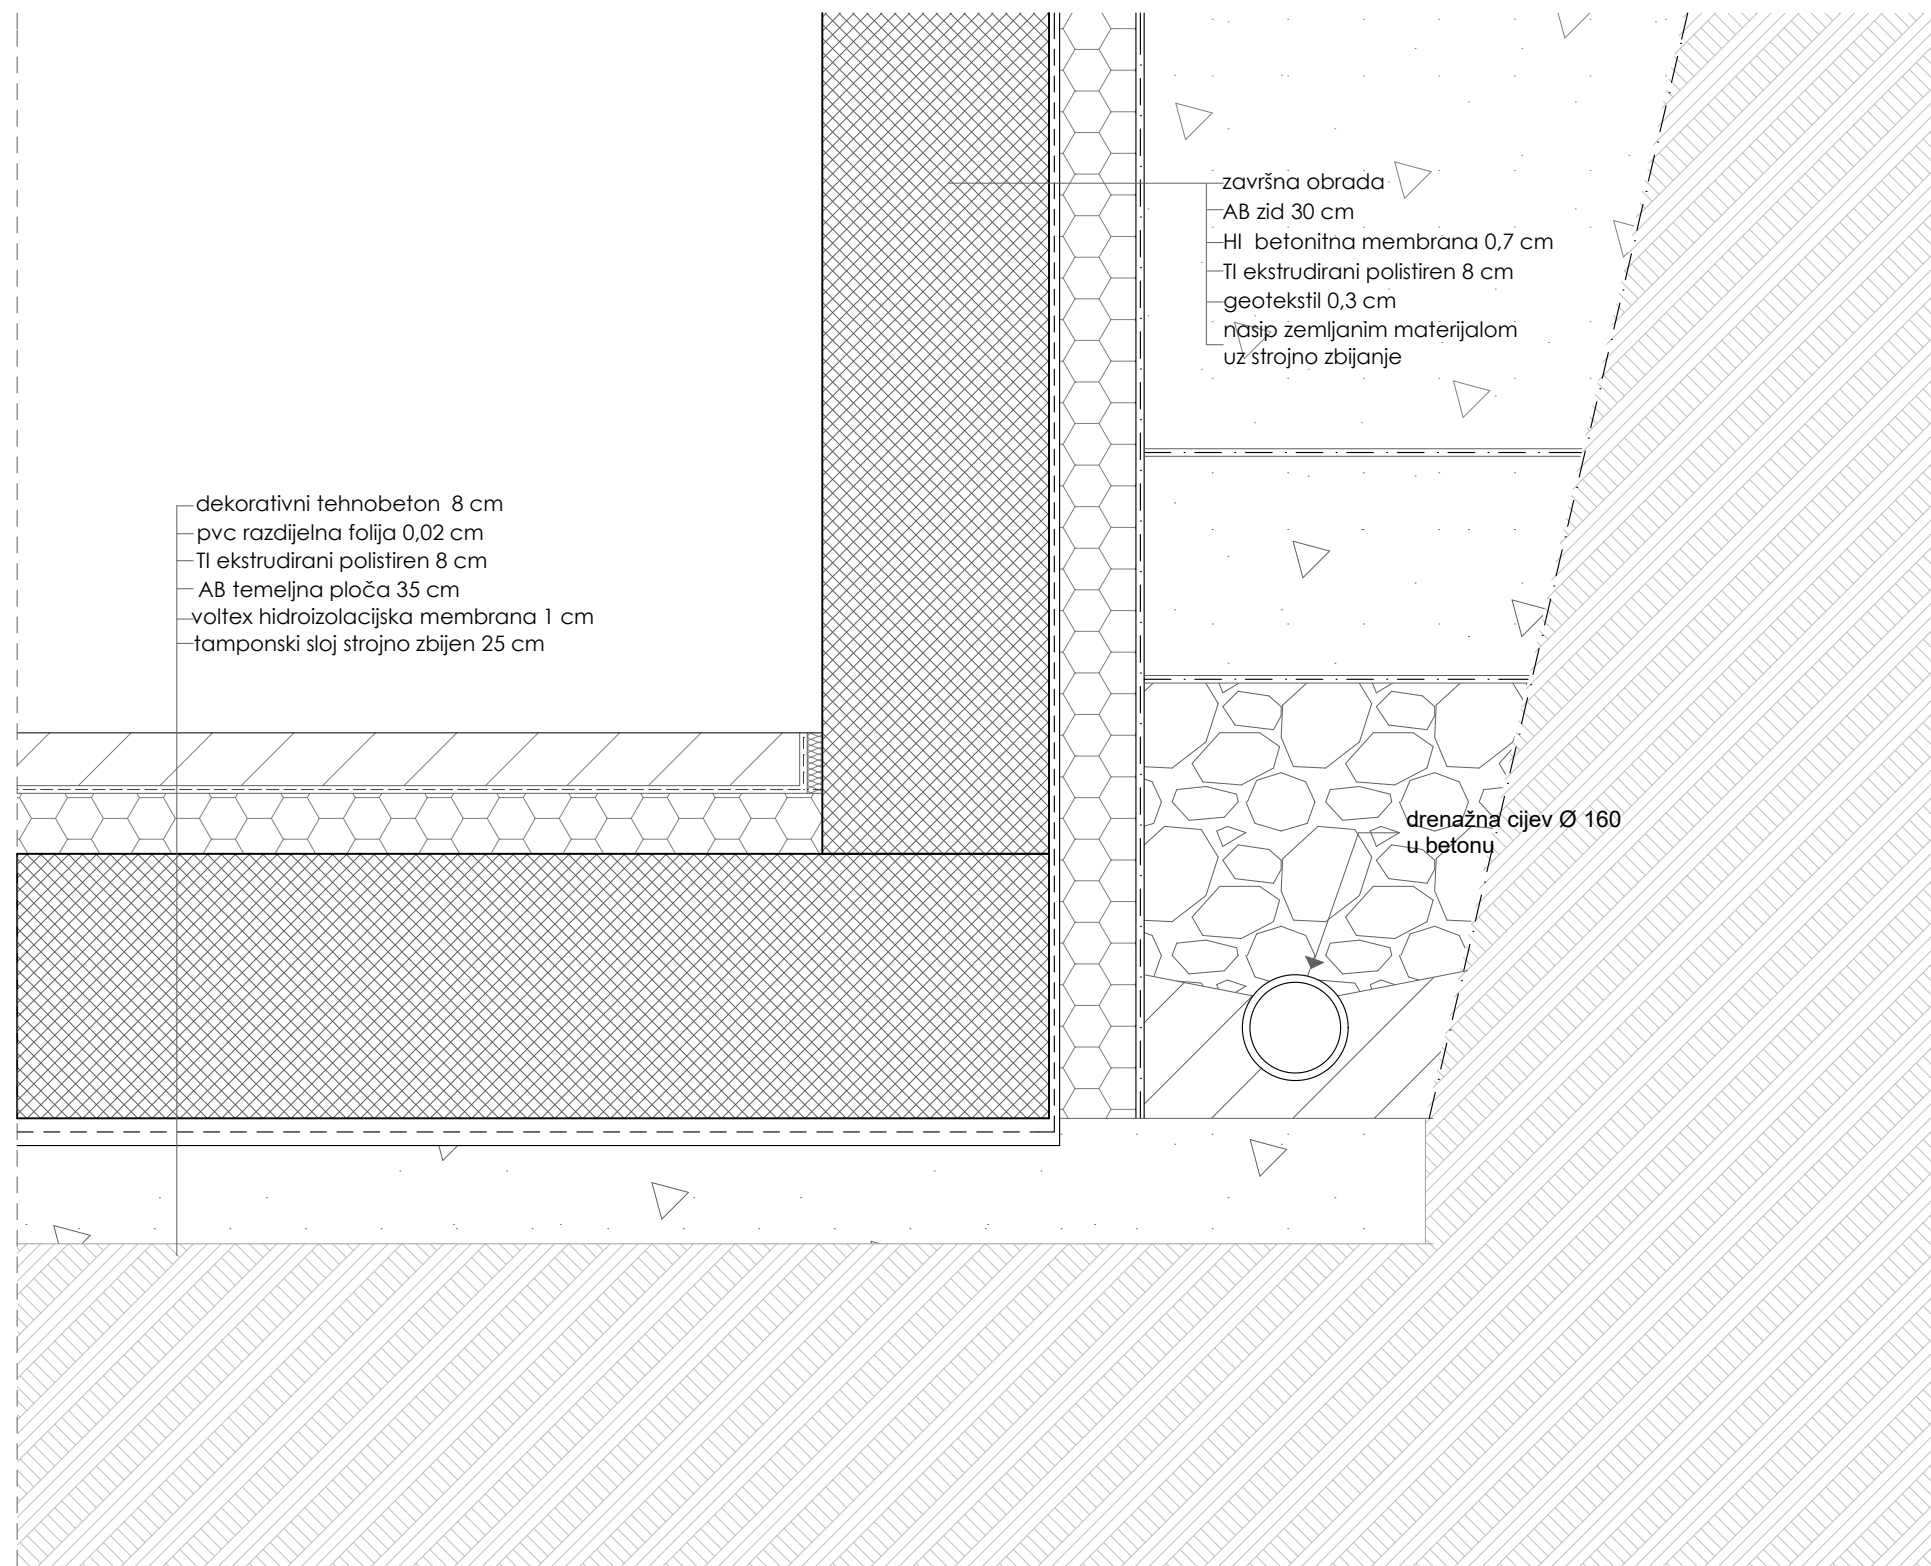 završna obrada
AB zid 30 cm
HI  betonitna membrana 0,7 cm
TI ekstrudirani polistiren 8 cm
geotekstil 0,3 cm
nasip zemljanim materijalom
uz strojno zbijanje
dekorativni tehnobeton  8 cm
pvc razdijelna folija 0,02 cm
TI ekstrudirani polistiren 8 cm
AB temeljna ploča 35 cm
voltex hidroizolacijska membrana 1 cm
tamponski sloj strojno zbijen 25 cm
drenažna cijev Ø 160
u betonu